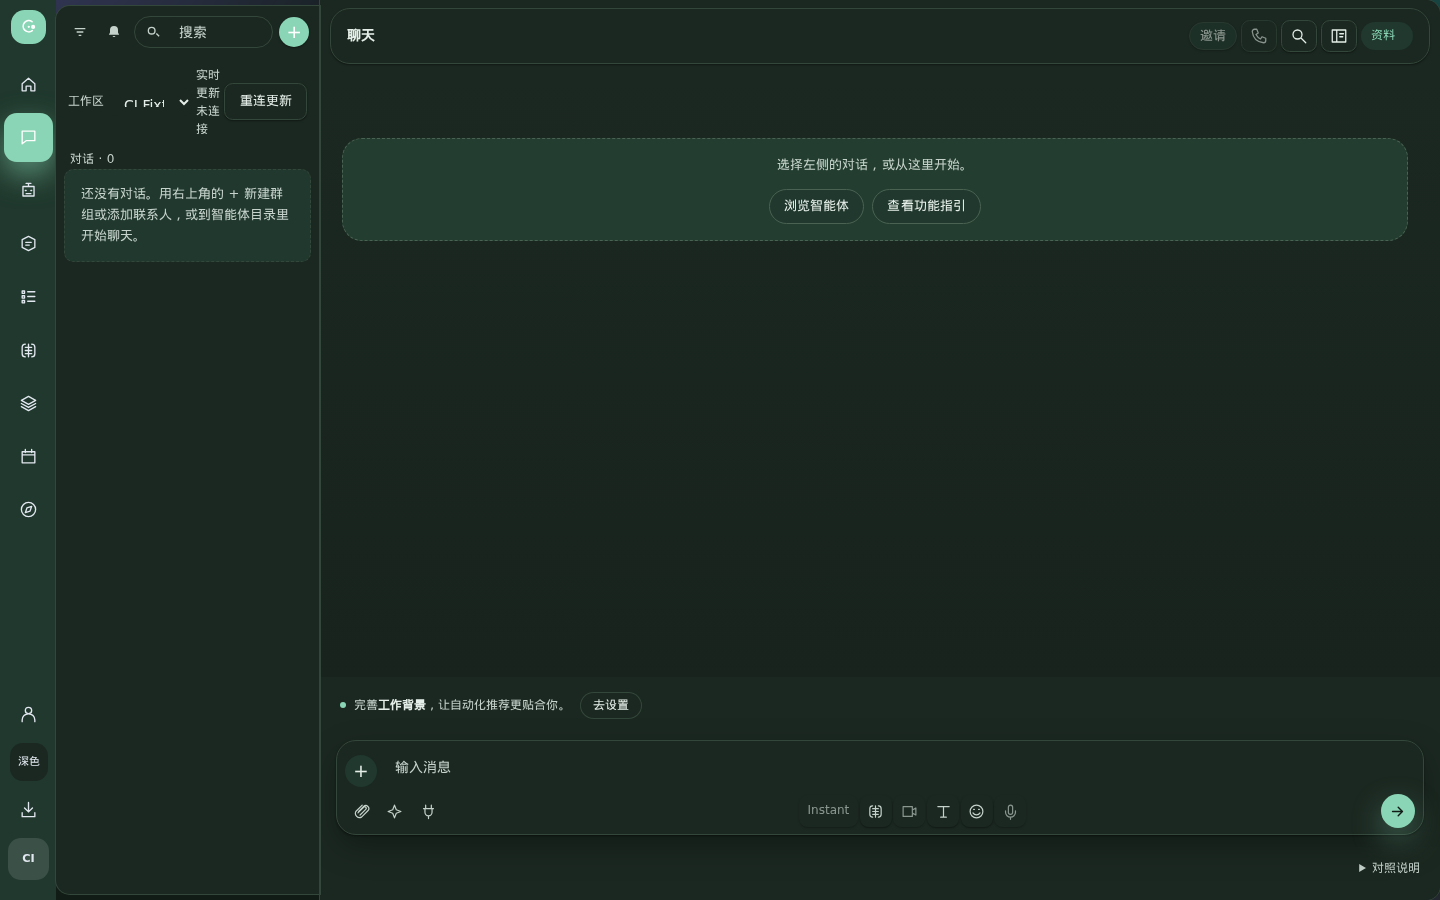 搜索
工作区
实时
更新
未连
接
重连更新
对话 · 0
还没有对话。用右上角的 + 新建群
组或添加联系人，或到智能体目录里
开始聊天。
聊天
邀请
资料
选择左侧的对话，或从这里开始。
浏览智能体
查看功能指引
完善工作背景，让自动化推荐更贴合你。
去设置
输入消息
Instant
▶ 对照说明
深色
CI